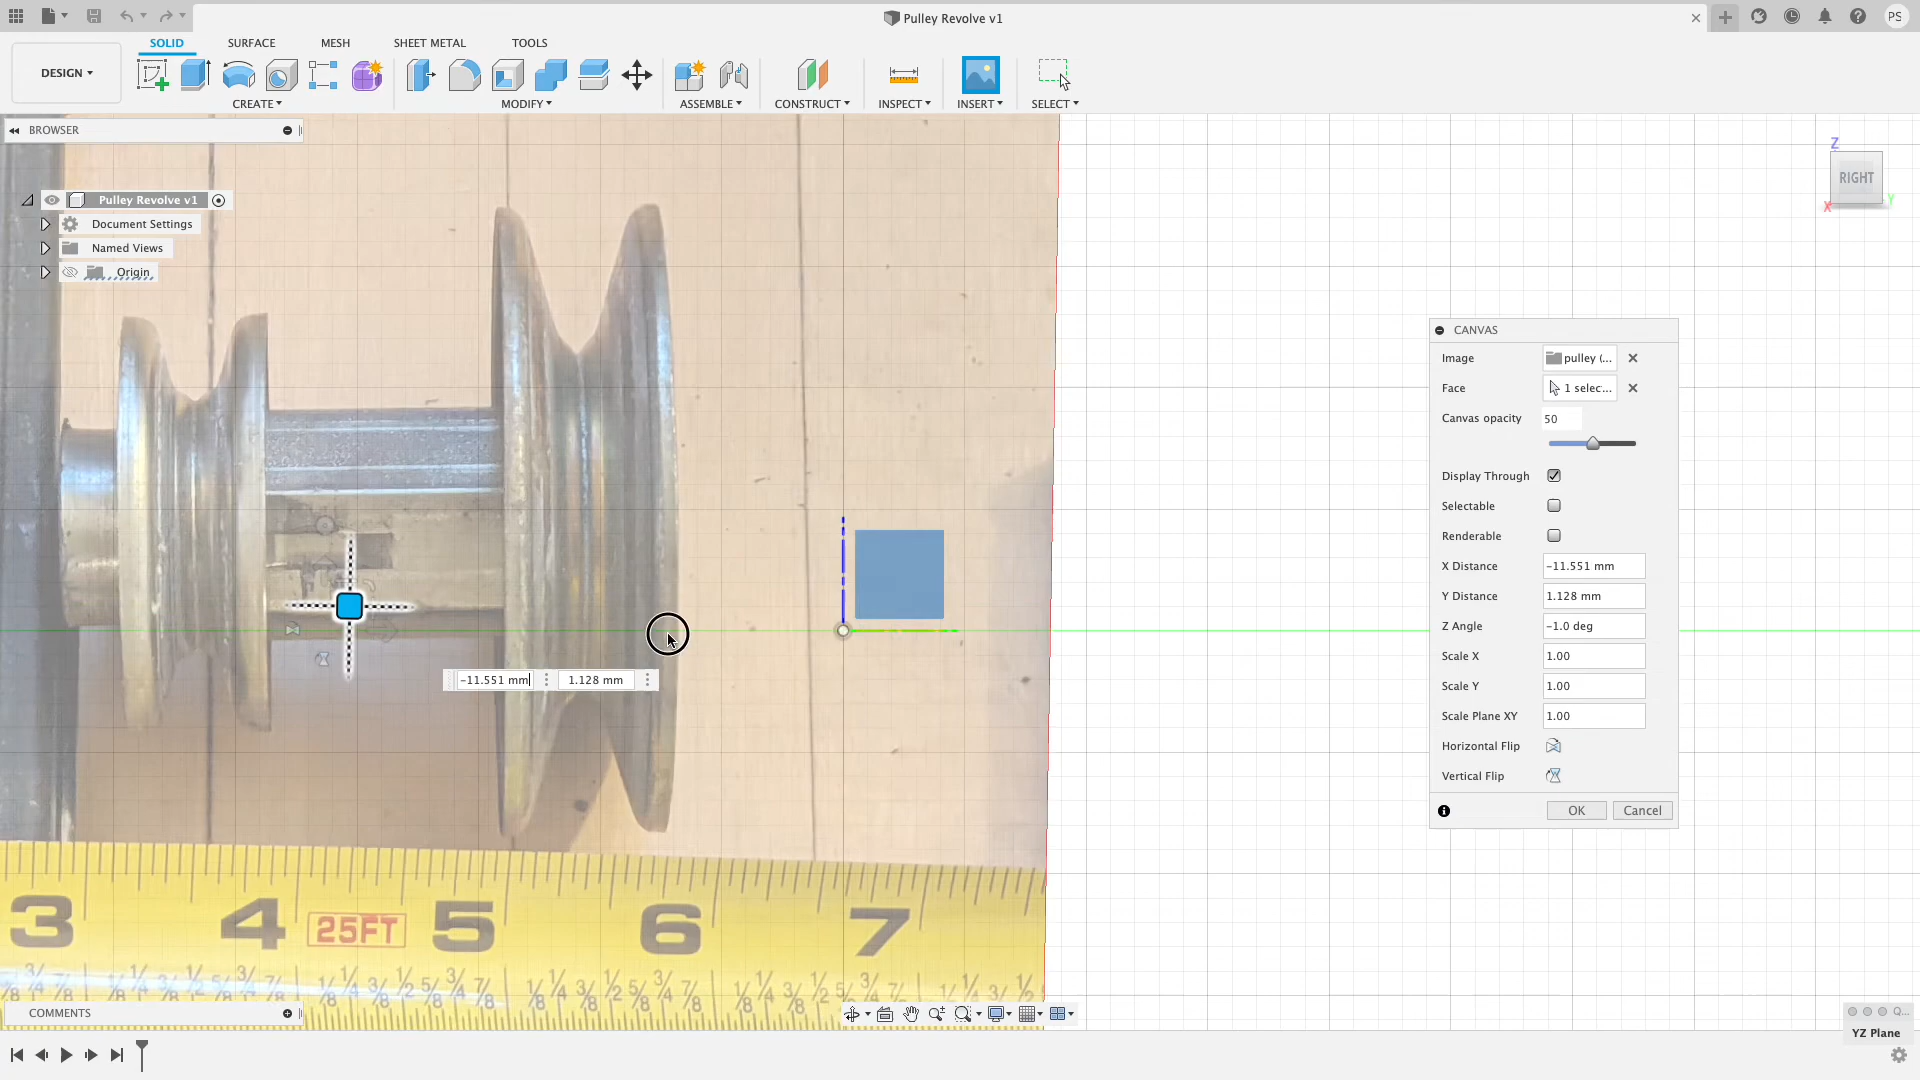 Pulley Revolve v1
PS
SOLID
SURFACE
MESH
SHEET METAL
TOOLS
DESIGN
CREATE
MODIFY
ASSEMBLE
CONSTRUCT
INSPECT
INSERT
SELECT
BROWSER
Z
RIGHT
Y
X
Pulley Revolve v1
Document Settings
Named Views
Origin
CANVAS
Image
pulley (...
Face
1 selec...
Canvas opacity
50
Display Through
Selectable
Renderable
X Distance
-11.551 mm
Y Distance
1.128 mm
Z Angle
-1.0 deg
Scale X
1.00
Scale Y
1.00
Scale Plane XY
1.00
Horizontal Flip
Vertical Flip
OK
Cancel
-11.551 mm
1.128 mm
3 4 25FT 5 6 7
COMMENTS
Q...
YZ Plane